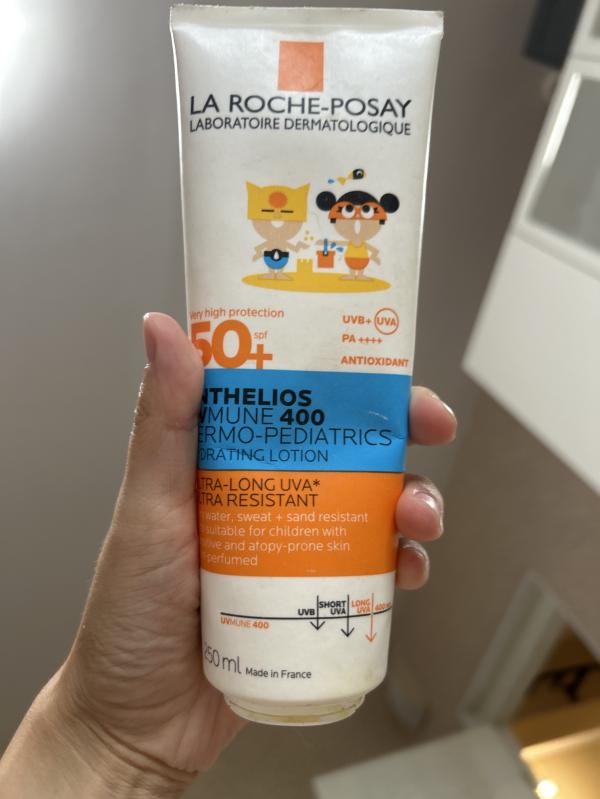 LA ROCHE-POSAY
LABORATOIRE DERMATOLOGIQUE
Very high protection
50+ spf
UVB+ UVA
PA ++++
ANTIOXIDANT
NTHELIOS
VMUNE 400
ERMO-PEDIATRICS
DRATING LOTION
TRA-LONG UVA*
TRA RESISTANT
water, sweat + sand resistant
suitable for children with
and atopy-prone skin
perfumed
UVB
SHORT UVA
LONG UVA
UVMUNE 400
250 ml Made in France